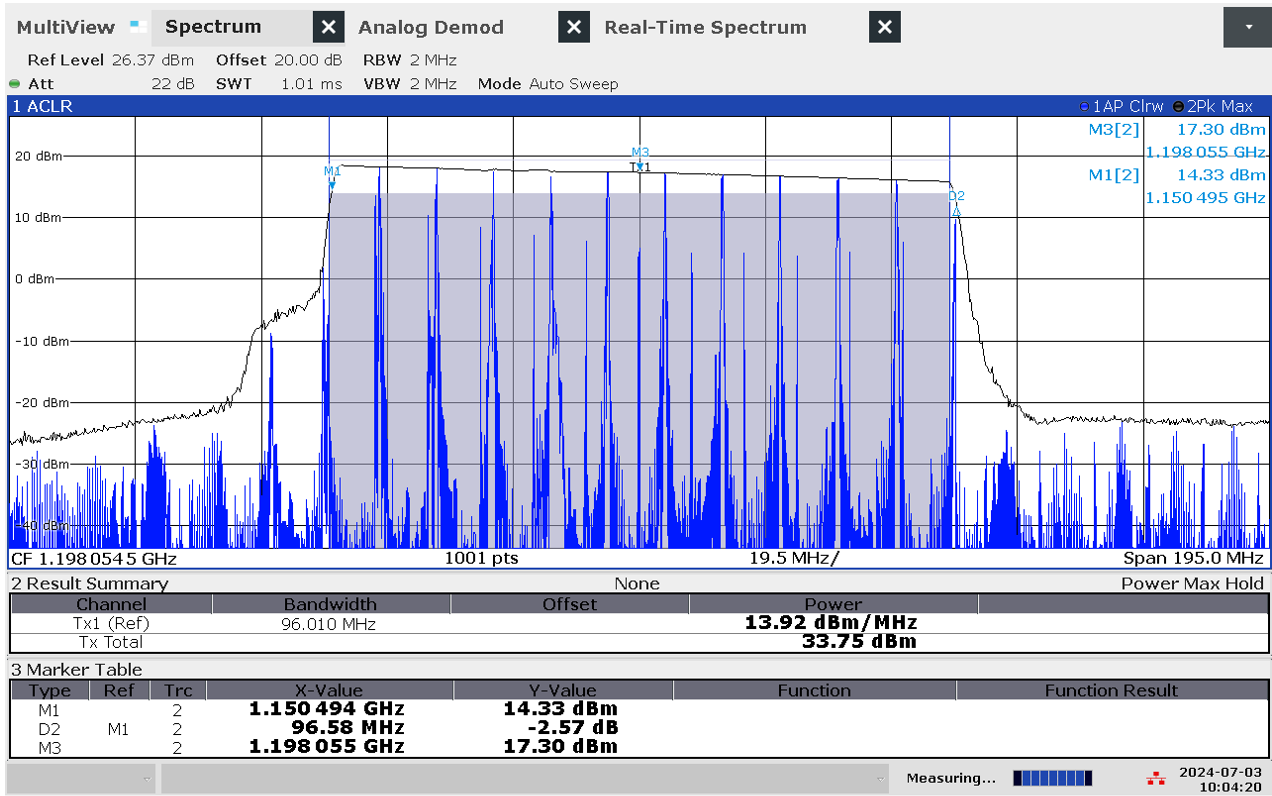 MultiView Spectrum Analog Demod Real-Time Spectrum
Ref Level 26.37 dBm Offset 20.00 dB RBW 2 MHz
Att 22 dB SWT 1.01 ms VBW 2 MHz Mode Auto Sweep
1 ACLR 1AP Clrw 2Pk Max
M3[2] 17.30 dBm
1.198 055 GHz
M1[2] 14.33 dBm
1.150 495 GHz
20 dBm
M3
Tx1
M1
D2
10 dBm
0 dBm
-10 dBm
-20 dBm
-30 dBm
-40 dBm
CF 1.198 0545 GHz 1001 pts 19.5 MHz/ Span 195.0 MHz
2 Result Summary None Power Max Hold
Channel Bandwidth Offset Power
Tx1 (Ref) 96.010 MHz 13.92 dBm/MHz
Tx Total 33.75 dBm
3 Marker Table
Type Ref Trc X-Value Y-Value Function Function Result
M1 2 1.150 494 GHz 14.33 dBm
D2 M1 2 96.58 MHz -2.57 dB
M3 2 1.198 055 GHz 17.30 dBm
Measuring... 2024-07-03
10:04:20